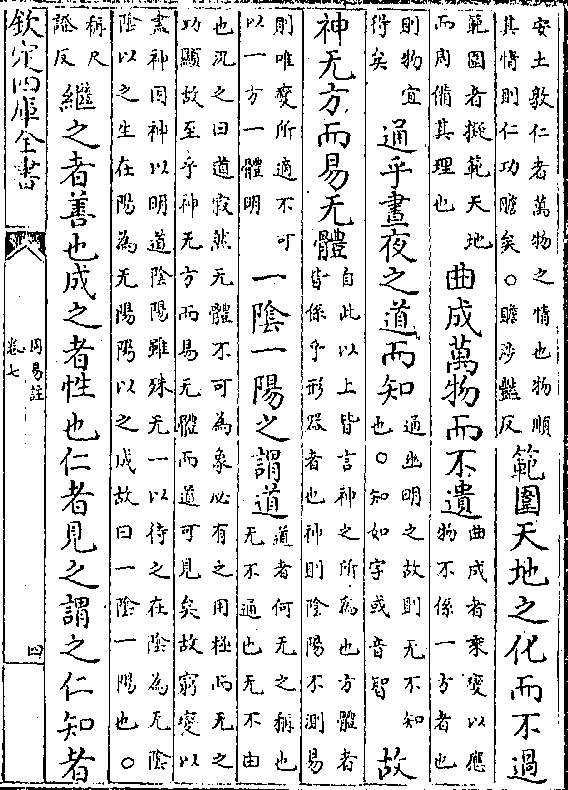 安土敦仁者萬物之情也物順其情則仁功贍矣○贍涉豔反範圍天地之化而不過
範圍者擬範天地而周備其理也曲成萬物而不遺曲成者乘變以應物不係一方者也
則物宜得矣通乎晝夜之道而知通幽明之故則无不知也○知如字或音智故
神无方而易无體自此以上皆言神之所為也方體者皆係乎形器者也神則陰陽不測易
則唯變所適不可以一方一體明一陰一陽之謂道道者何无之稱也无不通也无不由
也况之曰道寂然无體不可為象必有之用極而无之
功顯故至乎神无方而易无體而道可見矣故窮變以
盡神因神以明道陰陽雖殊无一以待之在陰為无陰
陰以之生在陽為无陽陽以之成故曰一陰一陽也○
稱尺證反繼之者善也成之者性也仁者見之謂之仁知者
欽定四庫全書
周易註
卷七
四